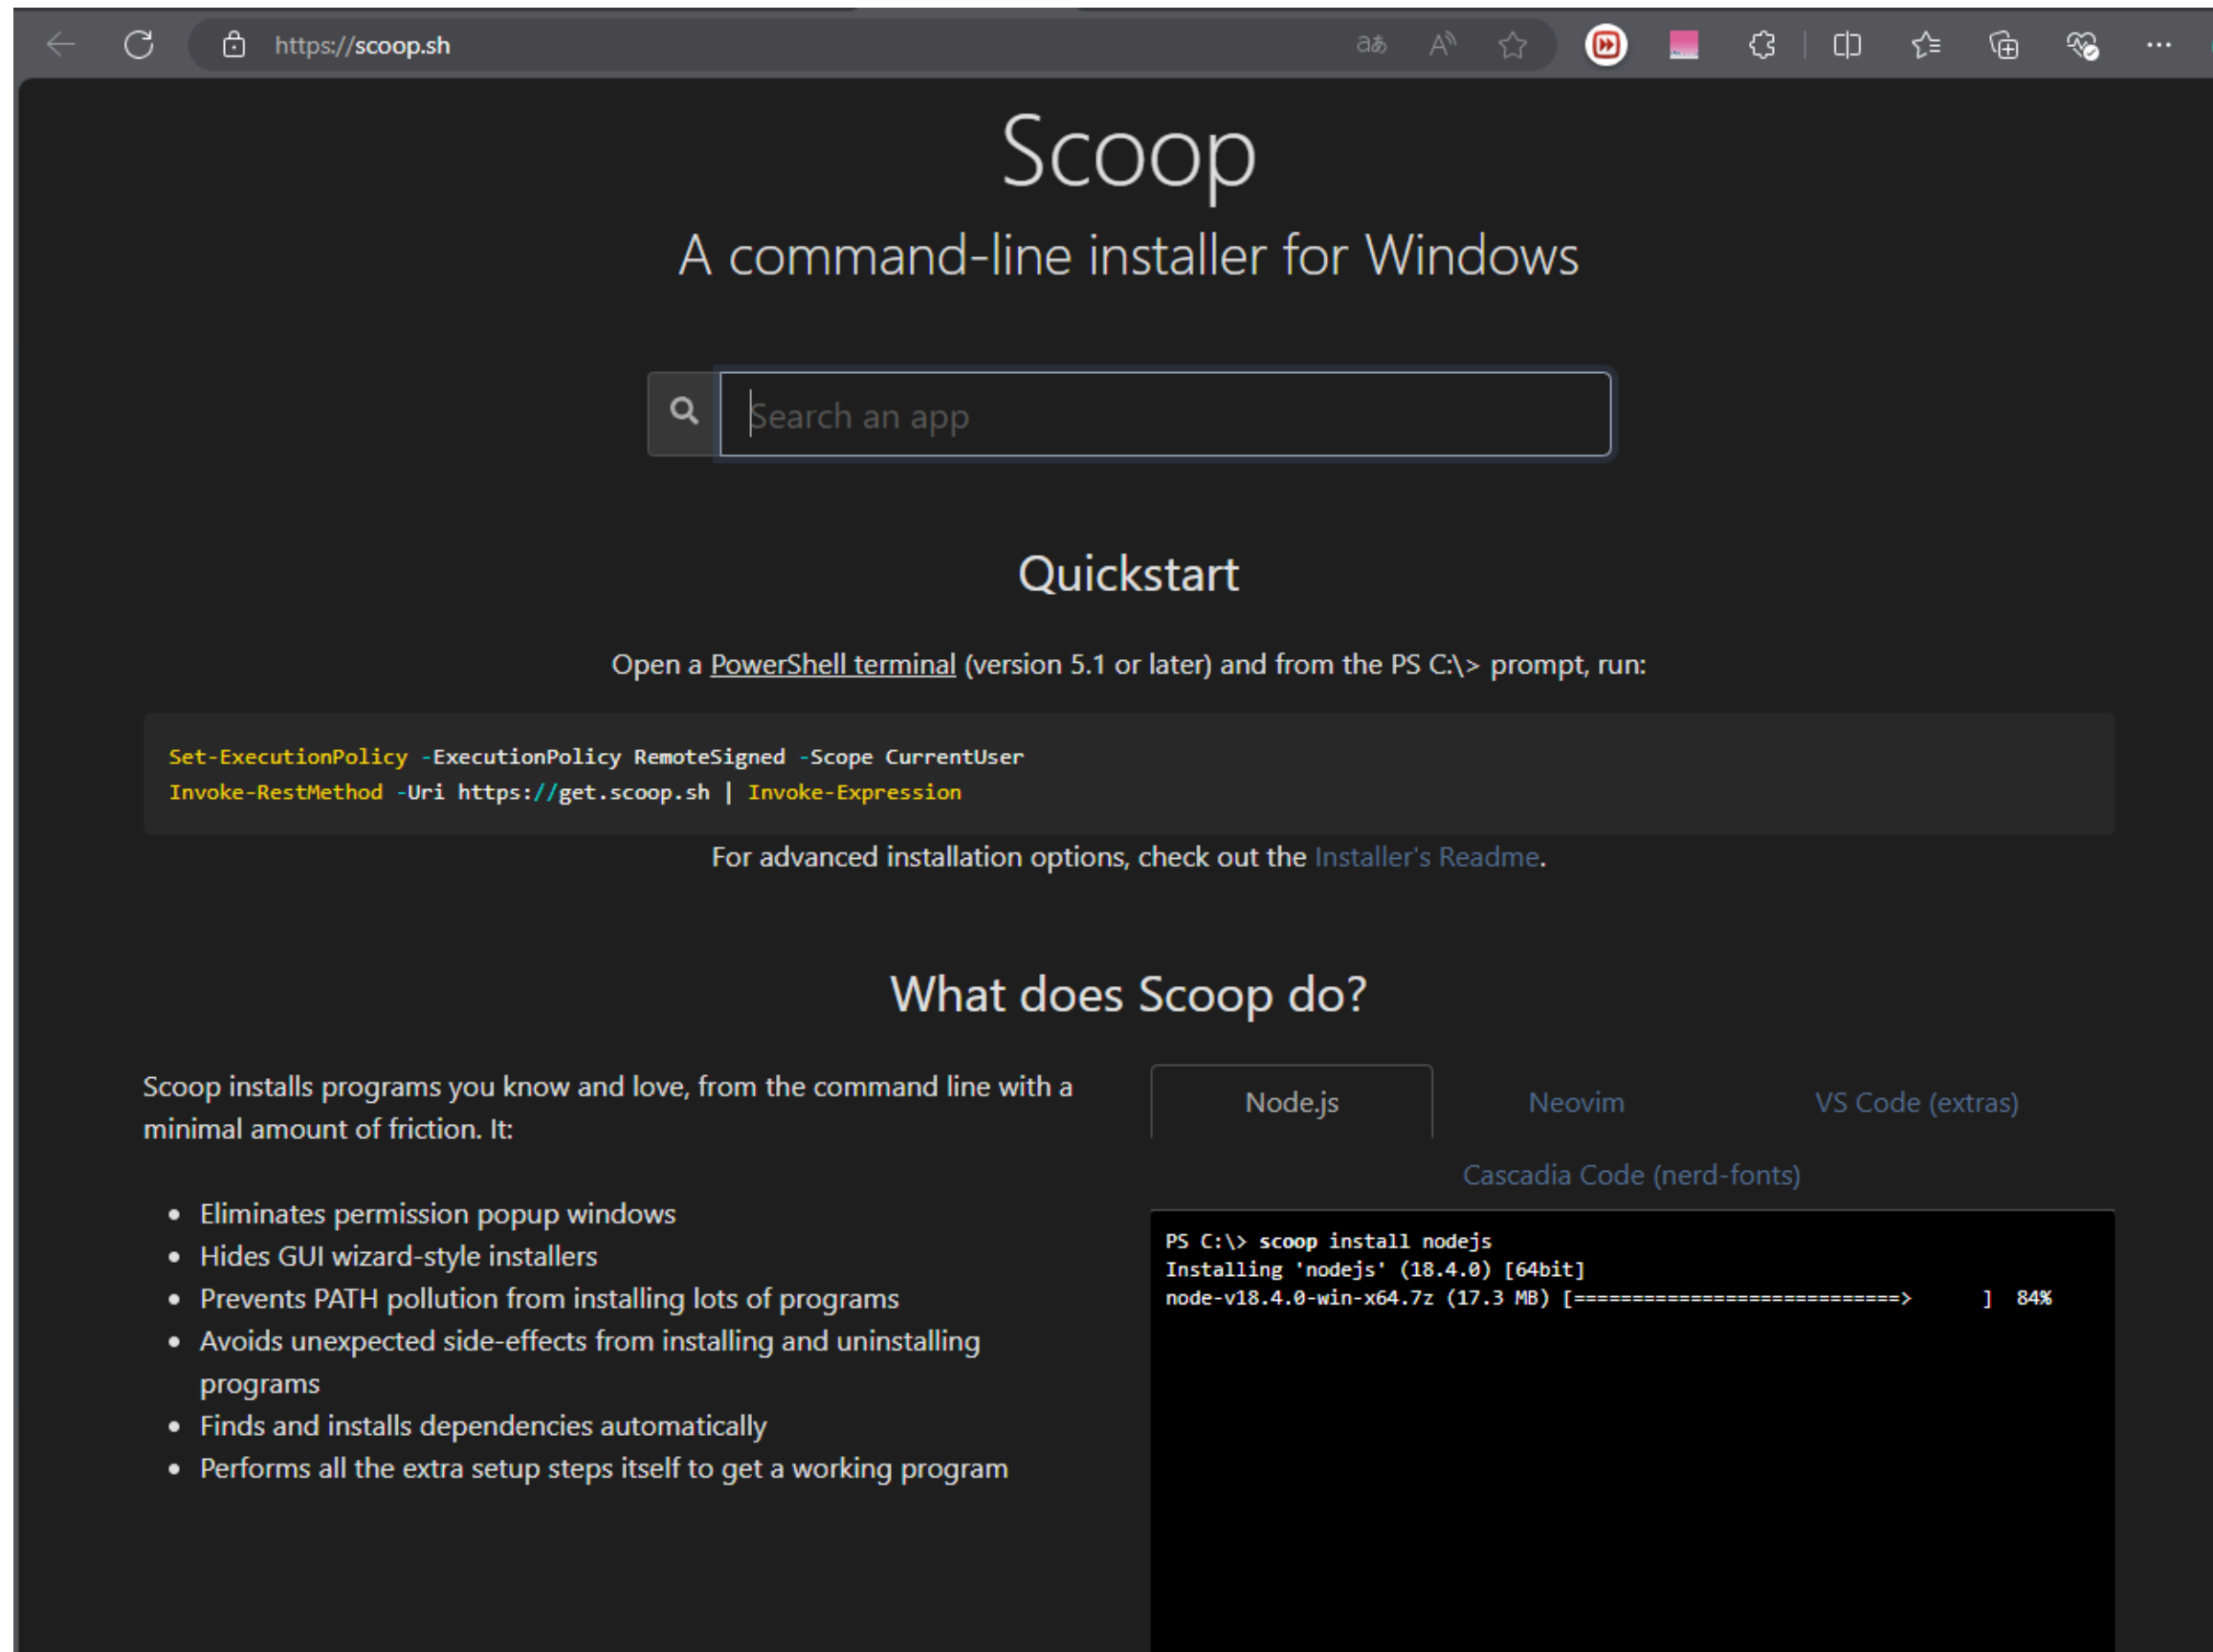 https://scoop.sh
aあ
A
Scoop
A command-line installer for Windows
Search an app
Quickstart
Open a PowerShell terminal (version 5.1 or later) and from the PS C:\> prompt, run:
Set-ExecutionPolicy -ExecutionPolicy RemoteSigned -Scope CurrentUser
Invoke-RestMethod -Uri https://get.scoop.sh | Invoke-Expression
For advanced installation options, check out the Installer's Readme.
What does Scoop do?
Scoop installs programs you know and love, from the command line with a
minimal amount of friction. It:
• Eliminates permission popup windows
• Hides GUI wizard-style installers
• Prevents PATH pollution from installing lots of programs
• Avoids unexpected side-effects from installing and uninstalling
programs
• Finds and installs dependencies automatically
• Performs all the extra setup steps itself to get a working program
Node.js Neovim VS Code (extras)
Cascadia Code (nerd-fonts)
PS C:\> scoop install nodejs
Installing 'nodejs' (18.4.0) [64bit]
node-v18.4.0-win-x64.7z (17.3 MB) [===========================> ] 84%